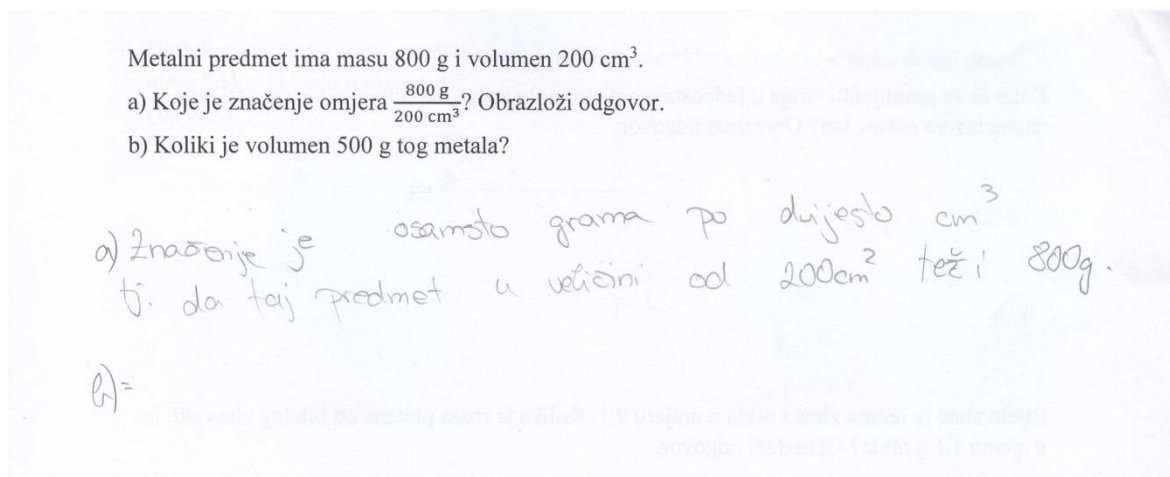 Metalni predmet ima masu 800 g i volumen 200 cm³.
a) Koje je značenje omjera 800 g / 200 cm³? Obrazloži odgovor.
b) Koliki je volumen 500 g tog metala?
a) Značenje je osamsto grama po dvjesto cm³
tj. da taj predmet u veličini od 200cm² teži 800g.
b) =